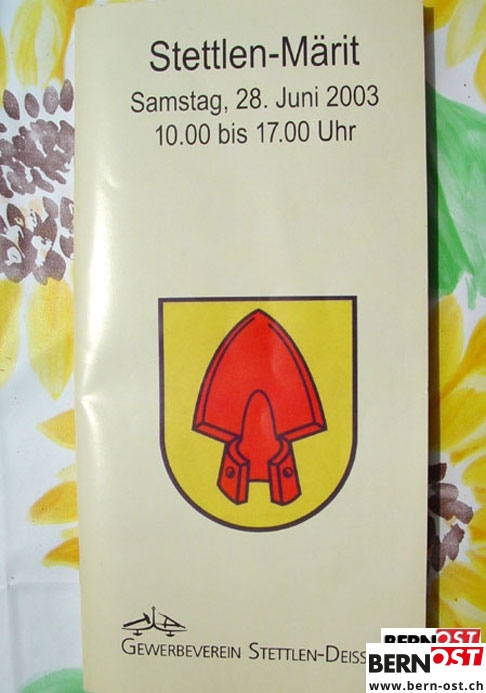 Stettlen-Märit
Samstag, 28. Juni 2003
10.00 bis 17.00 Uhr
GEWERBEVEREIN STETTLEN-DEISS
BERNOST
BERNOST
www.bern-ost.ch